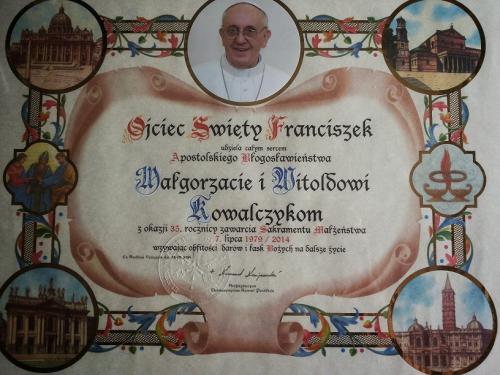 Ojciec Święty Franciszek
udziela całym sercem
Apostolskiego Błogosławieństwa
Małgorzacie i Witoldowi
Kowalczykom
z okazji 35. rocznicy zawarcia Sakramentu Małżeństwa
7. lipca 1979 / 2014
wzywając obfitości darów i łask Bożych na dalsze życie